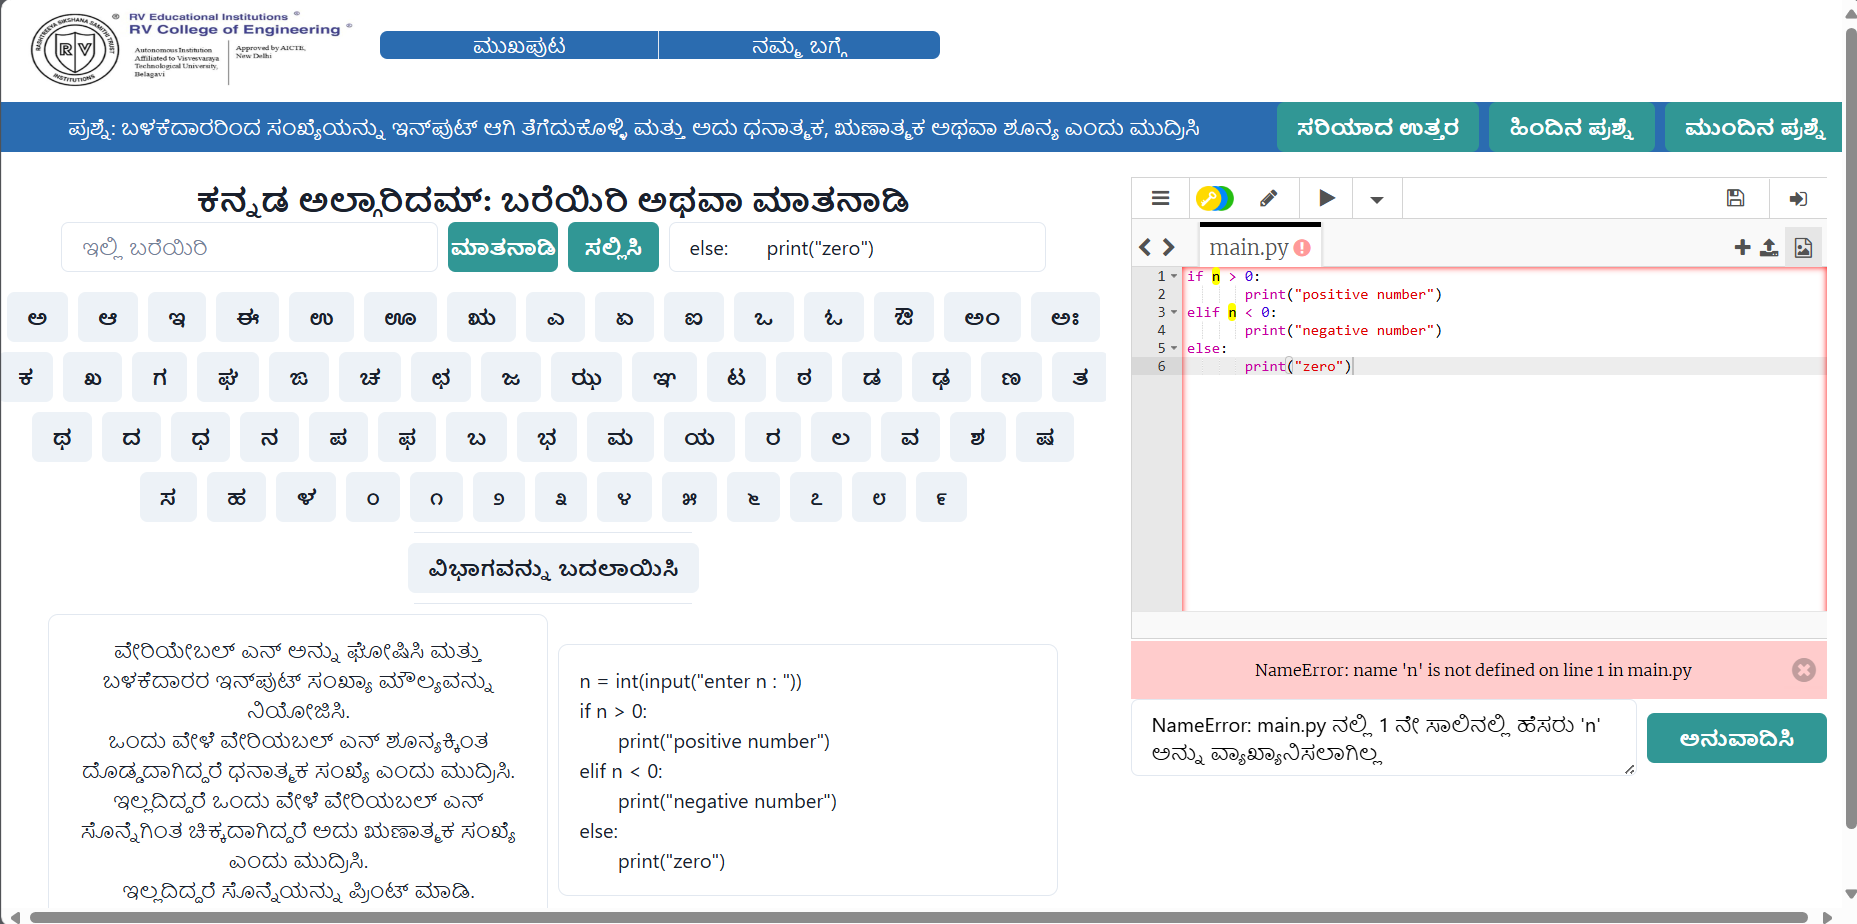 RV Educational Institutions ®
RV College of Engineering ®
Autonomous Institution
Affiliated to Visvesvaraya
Technological University,
Belagavi
Approved by AICTE,
New Delhi
RASHTREEYA SIKSHANA SAMITHI TRUST
RV
INSTITUTIONS
ಮುಖಪುಟ
ನಮ್ಮ ಬಗ್ಗೆ
ಪ್ರಶ್ನೆ: ಬಳಕೆದಾರರಿಂದ ಸಂಖ್ಯೆಯನ್ನು ಇನ್‌ಪುಟ್ ಆಗಿ ತೆಗೆದುಕೊಳ್ಳಿ ಮತ್ತು ಅದು ಧನಾತ್ಮಕ, ಋಣಾತ್ಮಕ ಅಥವಾ ಶೂನ್ಯ ಎಂದು ಮುದ್ರಿಸಿ
ಸರಿಯಾದ ಉತ್ತರ
ಹಿಂದಿನ ಪ್ರಶ್ನೆ
ಮುಂದಿನ ಪ್ರಶ್ನೆ
ಕನ್ನಡ ಅಲ್ಗಾರಿದಮ್: ಬರೆಯಿರಿ ಅಥವಾ ಮಾತನಾಡಿ
ಇಲ್ಲಿ ಬರೆಯಿರಿ
ಮಾತನಾಡಿ
ಸಲ್ಲಿಸಿ
else: print("zero")
ಅ ಆ ಇ ಈ ಉ ಊ ಋ ಎ ಏ ಐ ಒ ಓ ಔ ಅಂ ಅಃ
ಕ ಖ ಗ ಘ ಙ ಚ ಛ ಜ ಝ ಞ ಟ ಠ ಡ ಢ ಣ ತ
ಥ ದ ಧ ನ ಪ ಫ ಬ ಭ ಮ ಯ ರ ಲ ವ ಶ ಷ
ಸ ಹ ಳ ೦ ೧ ೨ ೩ ೪ ೫ ೬ ೭ ೮ ೯
ವಿಭಾಗವನ್ನು ಬದಲಾಯಿಸಿ
ವೇರಿಯೇಬಲ್ ಎನ್ ಅನ್ನು ಘೋಷಿಸಿ ಮತ್ತು
ಬಳಕೆದಾರರ ಇನ್‌ಪುಟ್ ಸಂಖ್ಯಾ ಮೌಲ್ಯವನ್ನು
ನಿಯೋಜಿಸಿ.
ಒಂದು ವೇಳೆ ವೇರಿಯಬಲ್ ಎನ್ ಶೂನ್ಯಕ್ಕಿಂತ
ದೊಡ್ಡದಾಗಿದ್ದರೆ ಧನಾತ್ಮಕ ಸಂಖ್ಯೆ ಎಂದು ಮುದ್ರಿಸಿ.
ಇಲ್ಲದಿದ್ದರೆ ಒಂದು ವೇಳೆ ವೇರಿಯಬಲ್ ಎನ್
ಸೊನ್ನೆಗಿಂತ ಚಿಕ್ಕದಾಗಿದ್ದರೆ ಅದು ಋಣಾತ್ಮಕ ಸಂಖ್ಯೆ
ಎಂದು ಮುದ್ರಿಸಿ.
ಇಲ್ಲದಿದ್ದರೆ ಸೊನ್ನೆಯನ್ನು ಪ್ರಿಂಟ್ ಮಾಡಿ.
n = int(input("enter n : "))
if n > 0:
print("positive number")
elif n < 0:
print("negative number")
else:
print("zero")
main.py
1 if n > 0:
2 print("positive number")
3 elif n < 0:
4 print("negative number")
5 else:
6 print("zero")
NameError: name 'n' is not defined on line 1 in main.py
NameError: main.py ನಲ್ಲಿ 1 ನೇ ಸಾಲಿನಲ್ಲಿ ಹೆಸರು 'n'
ಅನ್ನು ವ್ಯಾಖ್ಯಾನಿಸಲಾಗಿಲ್ಲ
ಅನುವಾದಿಸಿ